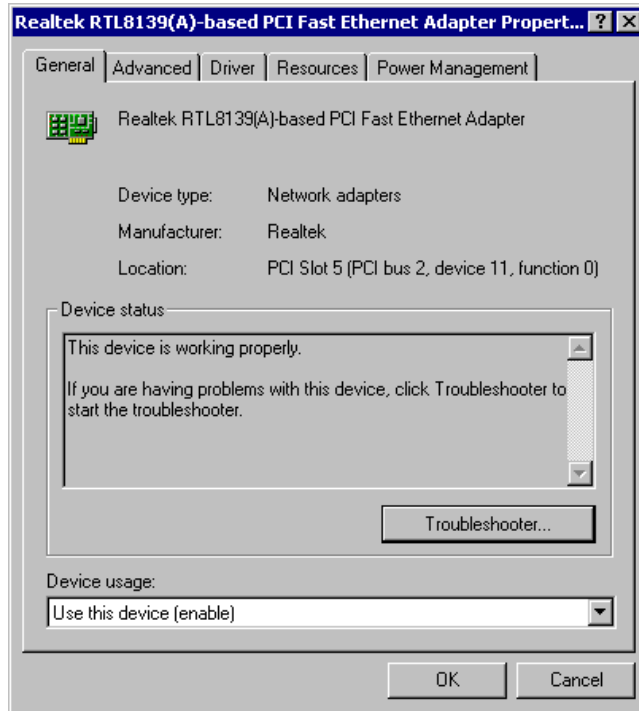 Realtek RTL8139(A)-based PCI Fast Ethernet Adapter Propert...
General Advanced Driver Resources Power Management
Realtek RTL8139(A)-based PCI Fast Ethernet Adapter
Device type: Network adapters
Manufacturer: Realtek
Location: PCI Slot 5 (PCI bus 2, device 11, function 0)
Device status
This device is working properly.
If you are having problems with this device, click Troubleshooter to
start the troubleshooter.
Troubleshooter...
Device usage:
Use this device (enable)
OK Cancel